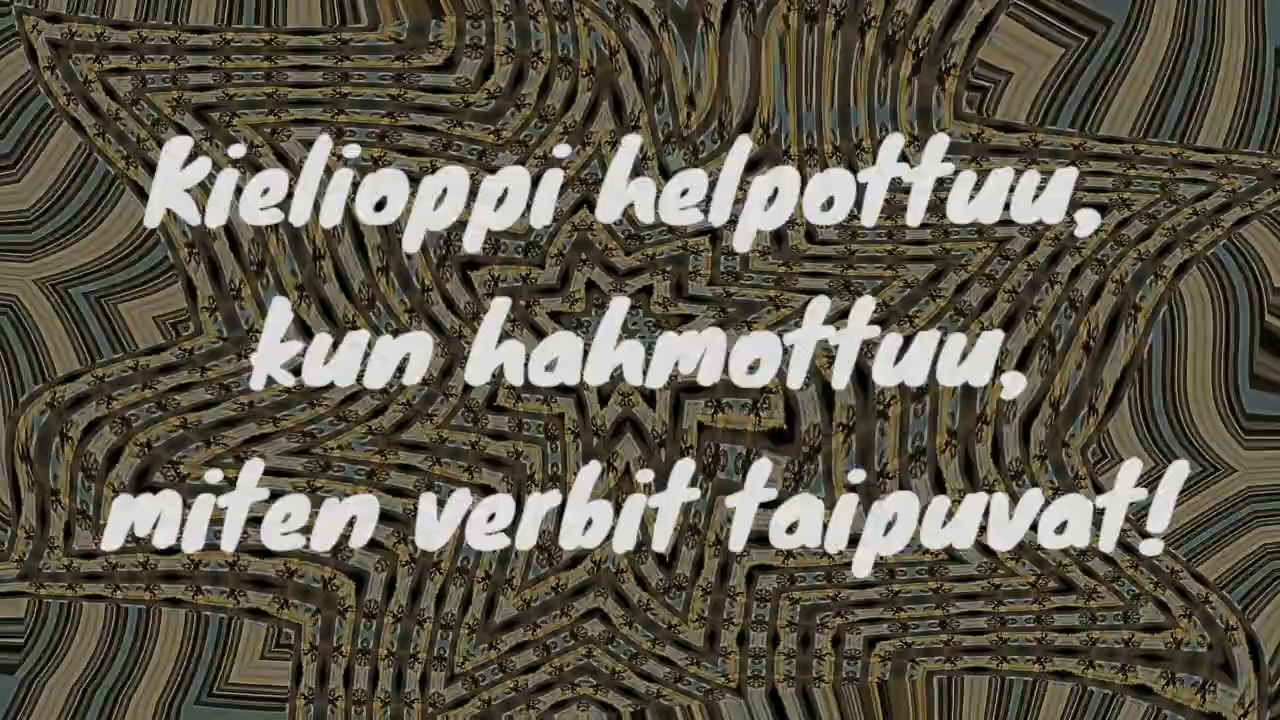 Kielioppi helpottuu,
kun hahmottuu,
miten verbit taipuvat!